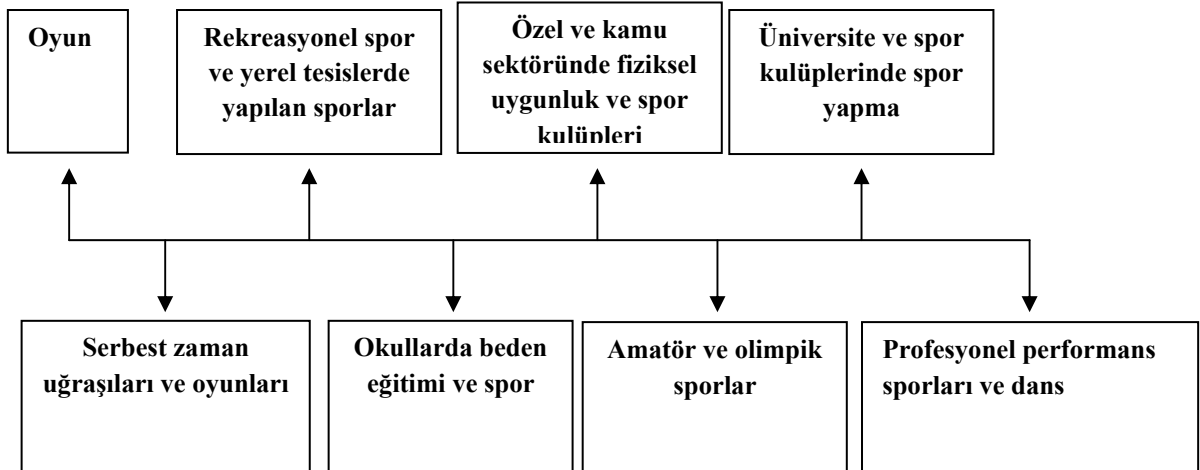 Oyun
Rekreasyonel spor
ve yerel tesislerde
yapılan sporlar
Özel ve kamu
sektöründe fiziksel
uygunluk ve spor
kulüpleri
Üniversite ve spor
kulüplerinde spor
yapma
Serbest zaman
uğraşıları ve oyunları
Okullarda beden
eğitimi ve spor
Amatör ve olimpik
sporlar
Profesyonel performans
sporları ve dans